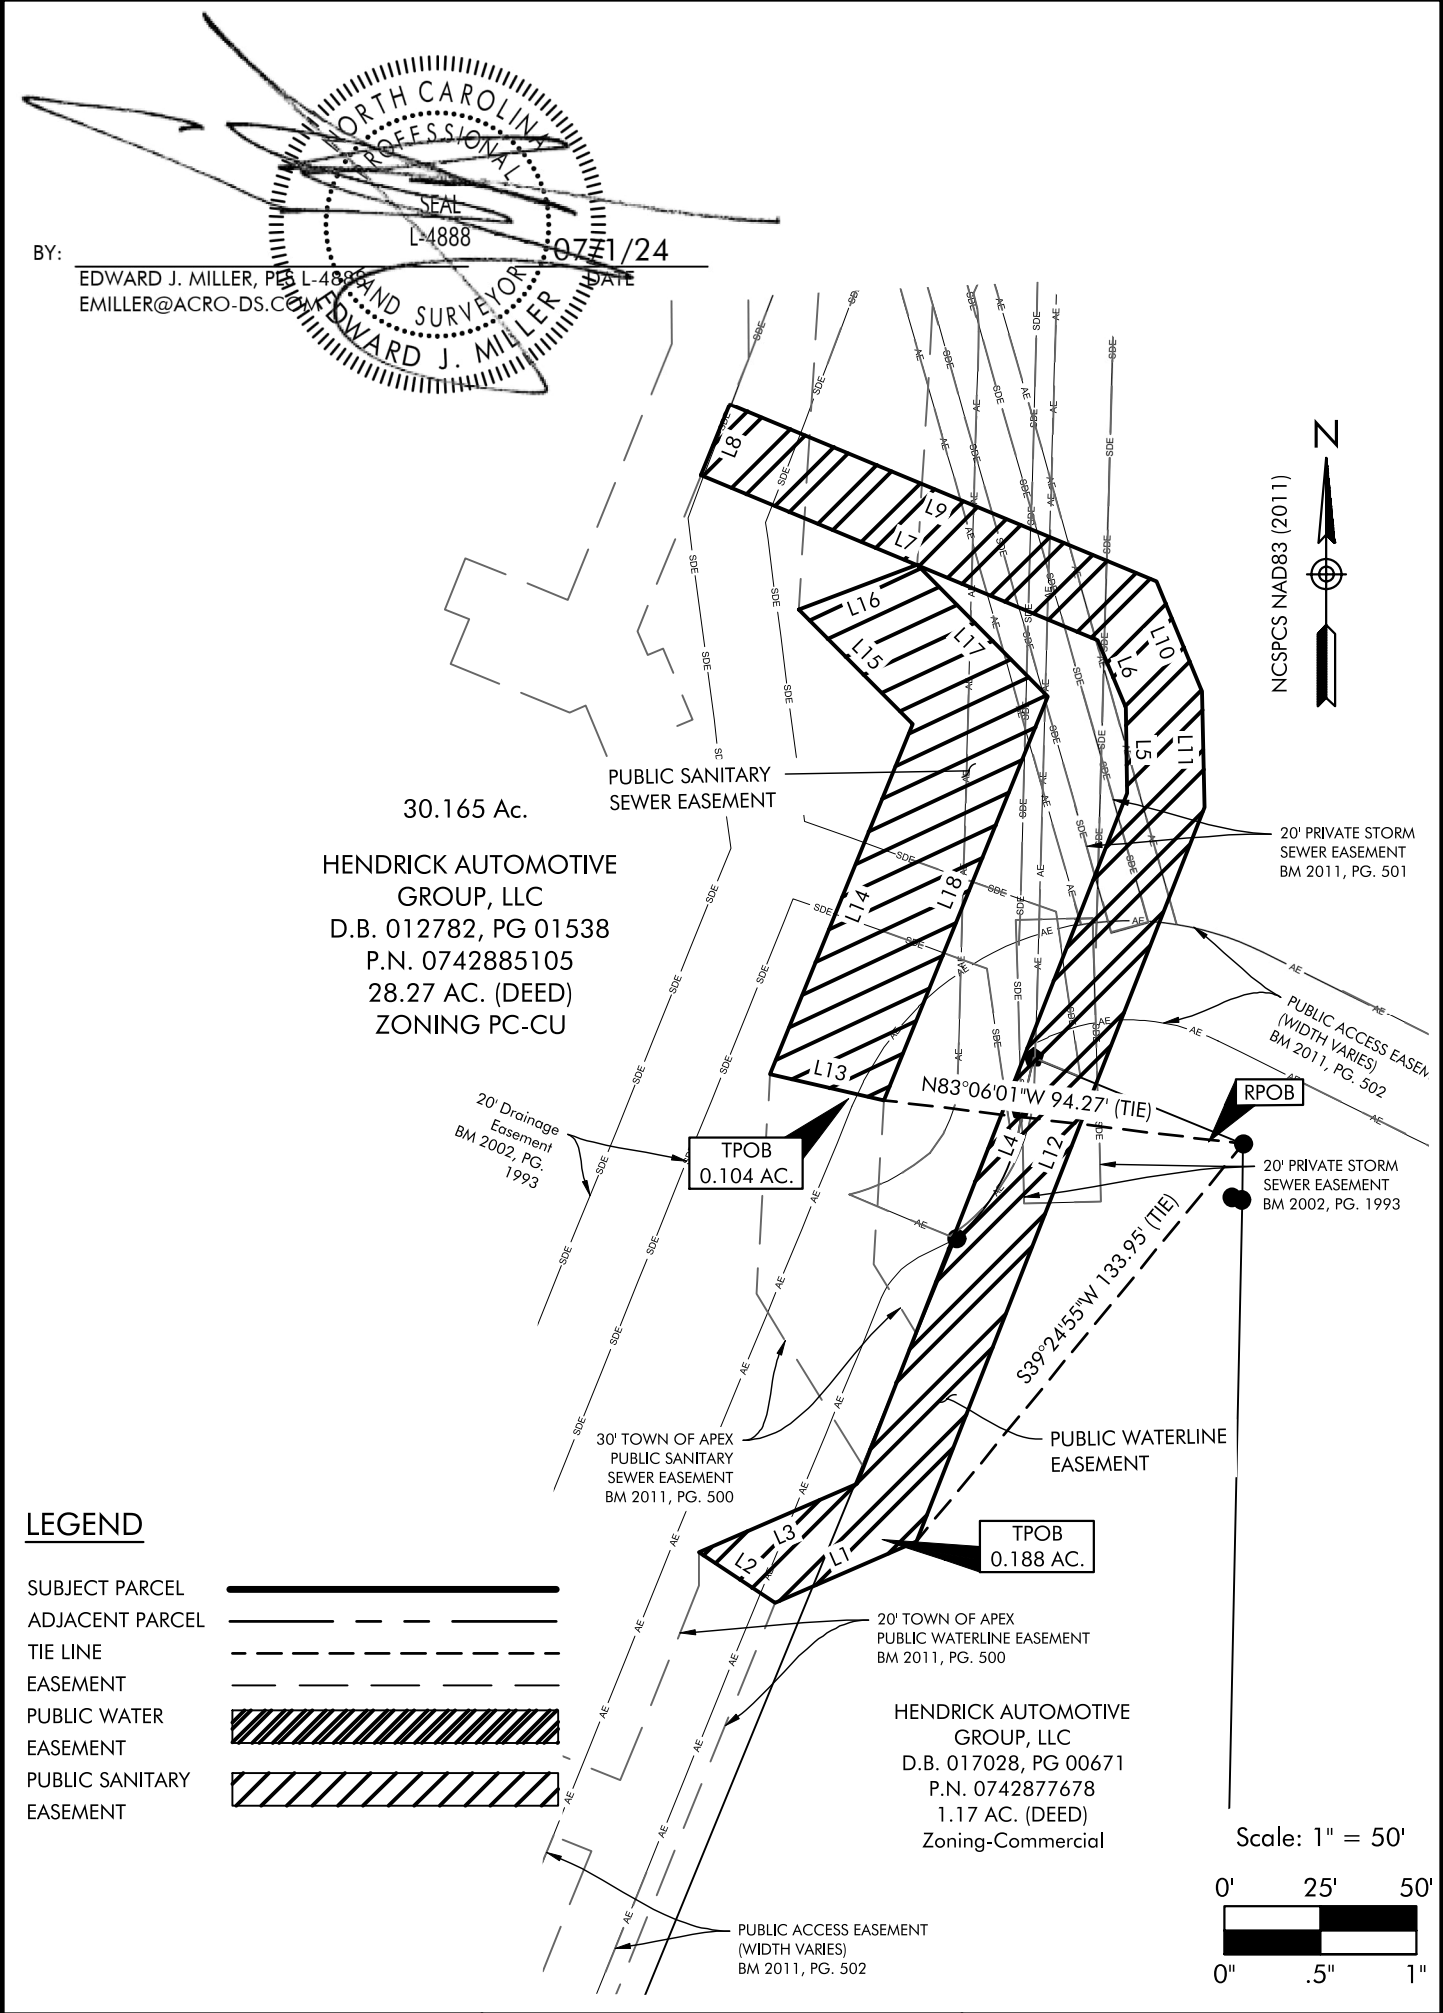 NORTH CAROLINA
PROFESSIONAL
SEAL
L-4888
LAND SURVEYOR
EDWARD J. MILLER
BY:
EDWARD J. MILLER, PLS L-4888
DATE
EMILLER@ACRO-DS.COM
N
NCSPCS NAD83 (2011)
L8
L9
L7
L16
L15
L17
L10
L6
L5
L11
PUBLIC SANITARY
SEWER EASEMENT
30.165 Ac.
HENDRICK AUTOMOTIVE
GROUP, LLC
D.B. 012782, PG 01538
P.N. 0742885105
28.27 AC. (DEED)
ZONING PC-CU
20' PRIVATE STORM
SEWER EASEMENT
BM 2011, PG. 501
L14
L18
SDE
AE
PUBLIC ACCESS EASEM
(WIDTH VARIES)
BM 2011, PG. 502
L13
N83°06'01"W 94.27' (TIE)
RPOB
20' Drainage
Easement
BM 2002, PG.
1993
TPOB
0.104 AC.
L4
L12
20' PRIVATE STORM
SEWER EASEMENT
BM 2002, PG. 1993
S39°24'55"W 133.95' (TIE)
30' TOWN OF APEX
PUBLIC SANITARY
SEWER EASEMENT
BM 2011, PG. 500
PUBLIC WATERLINE
EASEMENT
L3
L2
L1
TPOB
0.188 AC.
20' TOWN OF APEX
PUBLIC WATERLINE EASEMENT
BM 2011, PG. 500
HENDRICK AUTOMOTIVE
GROUP, LLC
D.B. 017028, PG 00671
P.N. 0742877678
1.17 AC. (DEED)
Zoning-Commercial
PUBLIC ACCESS EASEMENT
(WIDTH VARIES)
BM 2011, PG. 502
LEGEND
SUBJECT PARCEL
ADJACENT PARCEL
TIE LINE
EASEMENT
PUBLIC WATER
EASEMENT
PUBLIC SANITARY
EASEMENT
Scale: 1" = 50'
0' 25' 50'
0" .5" 1"